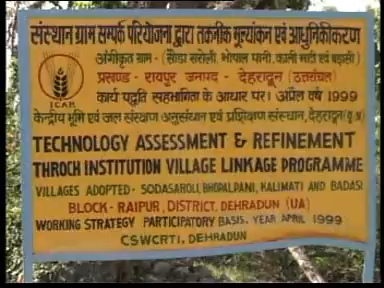 संस्थान ग्राम सम्पर्क परियोजना द्वारा तकनीक मूल्यांकन एवं आधुनिकीकरण
अंगीकृत ग्राम - (सौडा सरोली, भोपाल पानी, काली माटी एवं बड़ासी)
प्रखण्ड - रायपुर जनपद - देहरादून (उत्तरांचल)
ICAR
कार्य पद्धति सहभागिता के आधार पर। अप्रैल वर्ष 1999
केन्द्रीय भूमि एवं जल संरक्षण अनुसंधान एवं प्रशिक्षण संस्थान, देहरादून
TECHNOLOGY ASSESSMENT & REFINEMENT
THROCH INSTITUTION VILLAGE LINKAGE PROGRAMME
VILLAGES ADOPTED- SODASAROLI, BHOPALPANI, KALIMATI AND BADASI
BLOCK- RAIPUR, DISTRICT, DEHRADUN (UA)
WORKING STRATEGY PARTICIPATORY BASIS. YEAR APRIL 1999
CSWCRTI, DEHRADUN